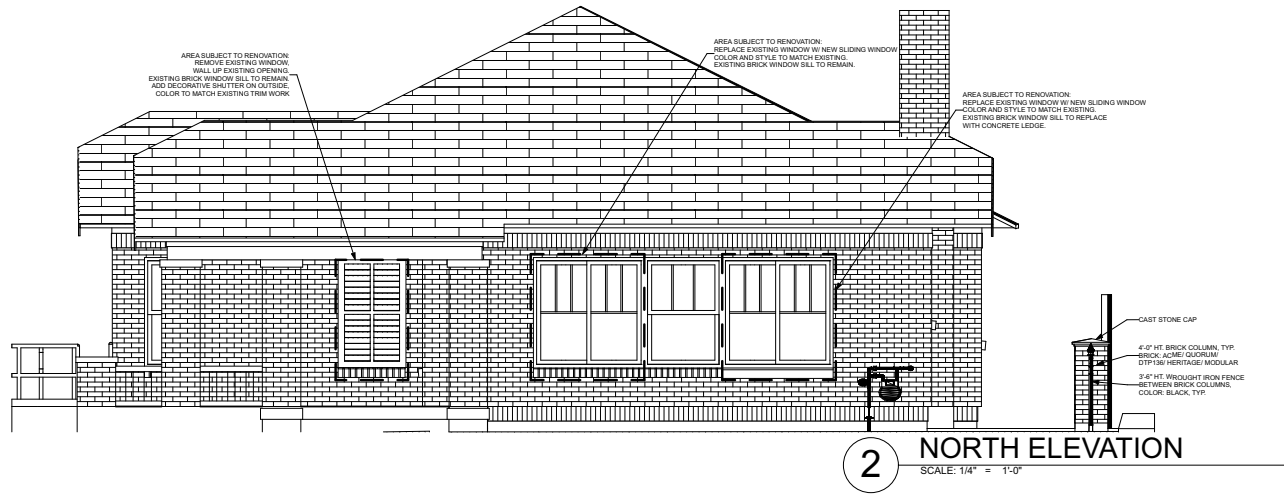 AREA SUBJECT TO RENOVATION:
REMOVE EXISTING WINDOW,
WALL UP EXISTING OPENING.
EXISTING BRICK WINDOW SILL TO REMAIN.
ADD DECORATIVE SHUTTER ON OUTSIDE,
COLOR TO MATCH EXISTING TRIM WORK
AREA SUBJECT TO RENOVATION:
REPLACE EXISTING WINDOW W/ NEW SLIDING WINDOW
COLOR AND STYLE TO MATCH EXISTING.
EXISTING BRICK WINDOW SILL TO REMAIN.
AREA SUBJECT TO RENOVATION:
REPLACE EXISTING WINDOW W/ NEW SLIDING WINDOW
COLOR AND STYLE TO MATCH EXISTING.
EXISTING BRICK WINDOW SILL TO REPLACE
WITH CONCRETE LEDGE.
CAST STONE CAP
4'-0" HT. BRICK COLUMN, TYP.
BRICK: ACME/ QUORUM/
DTP136/ HERITAGE/ MODULAR
3'-6" HT. WROUGHT IRON FENCE
BETWEEN BRICK COLUMNS,
COLOR: BLACK, TYP.
2
NORTH ELEVATION
SCALE: 1/4" = 1'-0"